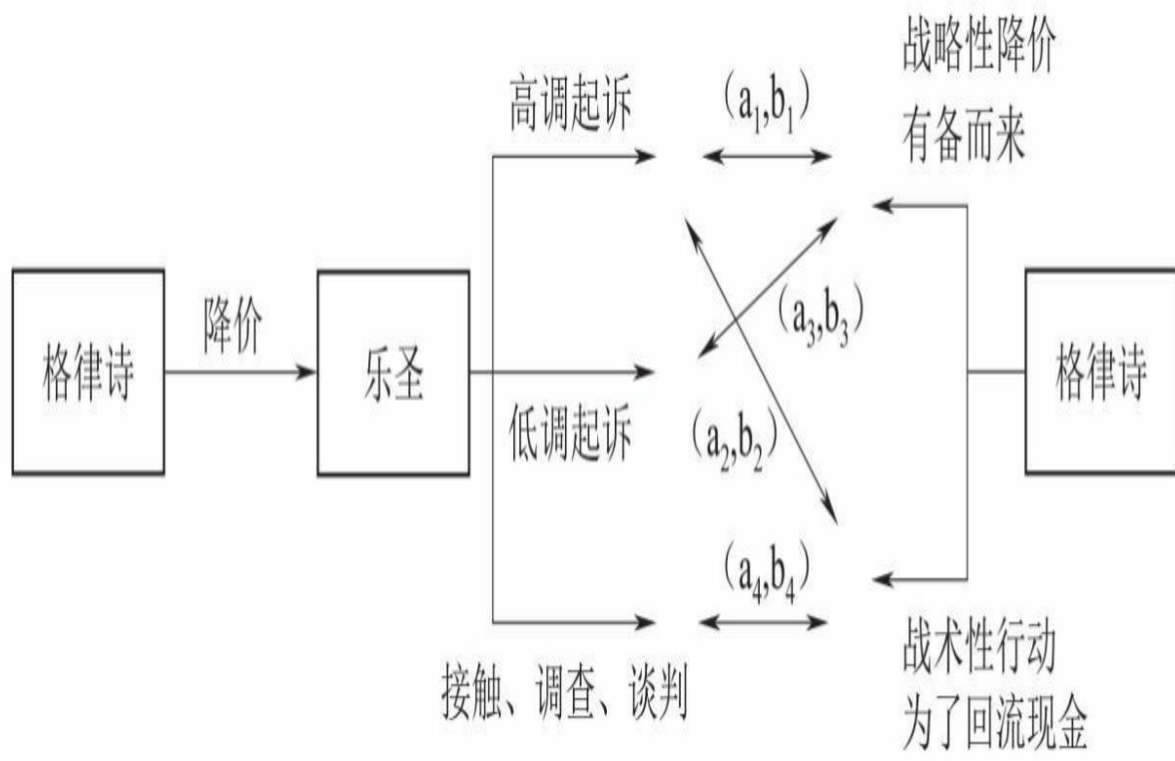 战略性降价
有备而来
高调起诉
(a₁,b₁)
格律诗
降价
乐圣
(a₃,b₃)
格律诗
低调起诉
(a₂,b₂)
(a₄,b₄)
接触、调查、谈判
战术性行动
为了回流现金